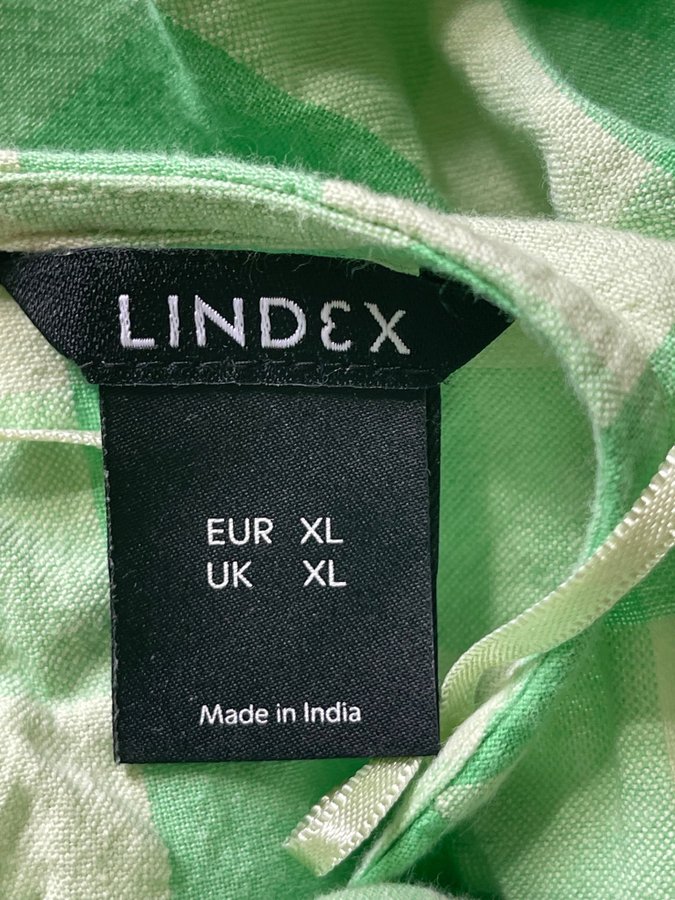 LINDEX
EUR XL
UK XL
Made in India